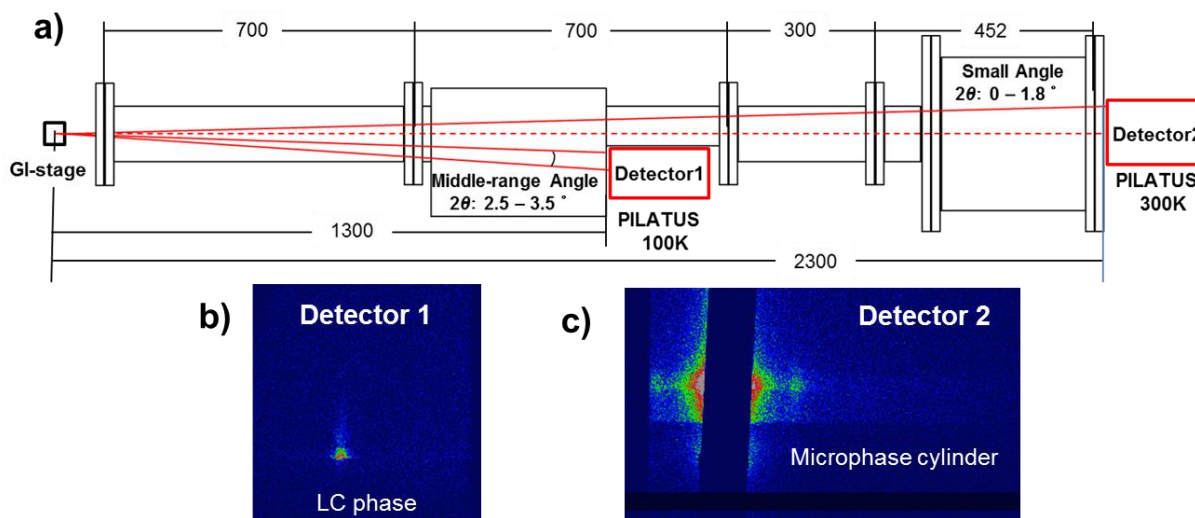 a)
700
700
300
452
Small Angle
2θ: 0 – 1.8 °
GI-stage
Detector2
Detector1
Middle-range Angle
2θ: 2.5 – 3.5 °
PILATUS
100K
PILATUS
300K
1300
2300
b)
Detector 1
LC phase
c)
Detector 2
Microphase cylinder